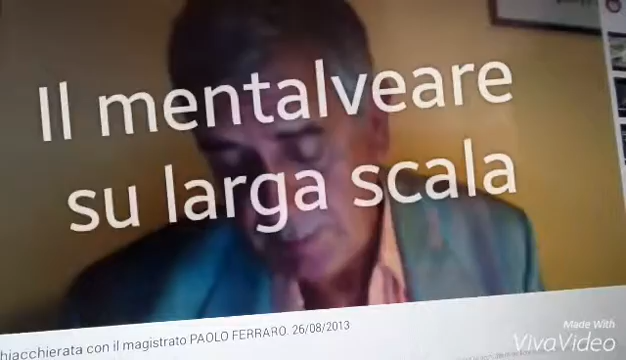 Il mentalveare
su larga scala
hiacchierata con il magistrato PAOLO FERRARO. 26/08/2013
Made With
VivaVideo